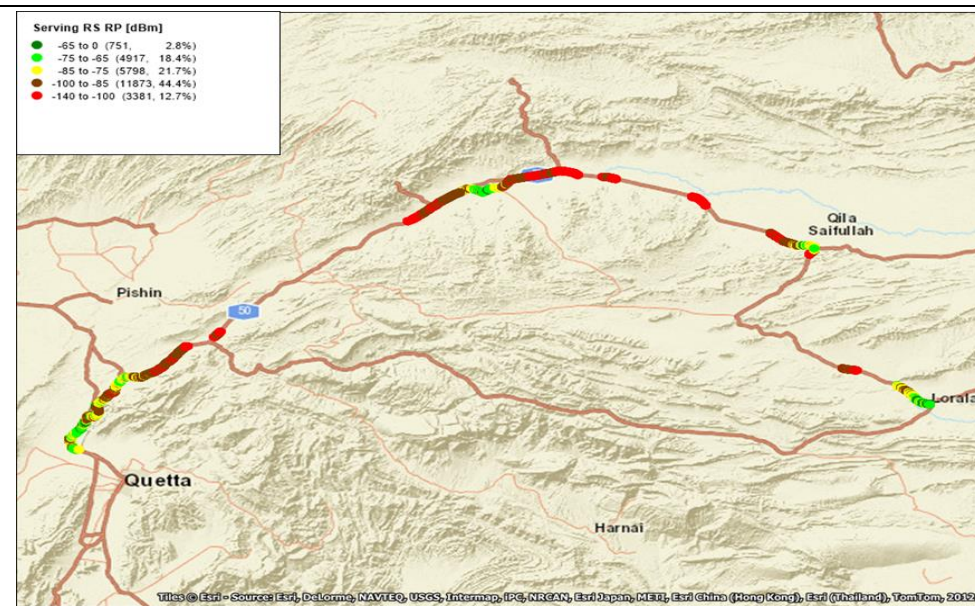 Serving RS RP [dBm]
-65 to 0 (751, 2.8%)
-75 to -65 (4917, 18.4%)
-85 to -75 (5798, 21.7%)
-100 to -85 (11873, 44.4%)
-140 to -100 (3381, 12.7%)
Qila
Saifullah
Pishin
50
Loralai
Quetta
Harnai
Tiles © Esri - Source: Esri, DeLorme, NAVTEQ, USGS, Intermap, iPC, NRCAN, Esri Japan, METI, Esri China (Hong Kong), Esri (Thailand), TomTom, 2012